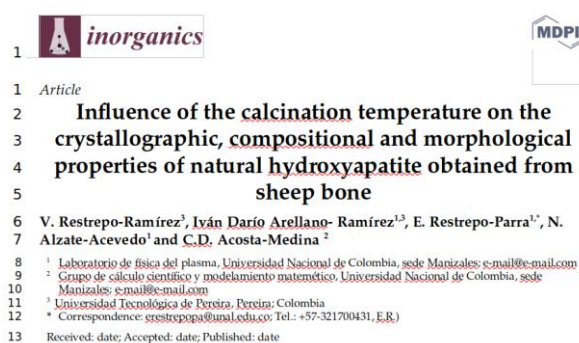 inorganics
MDPI
1
1 Article
2 Influence of the calcination temperature on the
3 crystallographic, compositional and morphological
4 properties of natural hydroxyapatite obtained from
5 sheep bone
6 V. Restrepo-Ramírez³, Iván Darío Arellano- Ramírez¹,³, E. Restrepo-Parra¹,*, N.
7 Alzate-Acevedo¹ and C.D. Acosta-Medina ²
8 ¹ Laboratorio de física del plasma, Universidad Nacional de Colombia, sede Manizales; e-mail@e-mail.com
9 ² Grupo de cálculo científico y modelamiento matemético, Universidad Nacional de Colombia, sede
10 Manizales; e-mail@e-mail.com
11 ³ Universidad Tecnológica de Pereira, Pereira; Colombia
12 * Correspondence: erestrepopa@unal.edu.co; Tel.: +57-321700431, E.R.)
13 Received: date; Accepted: date; Published: date